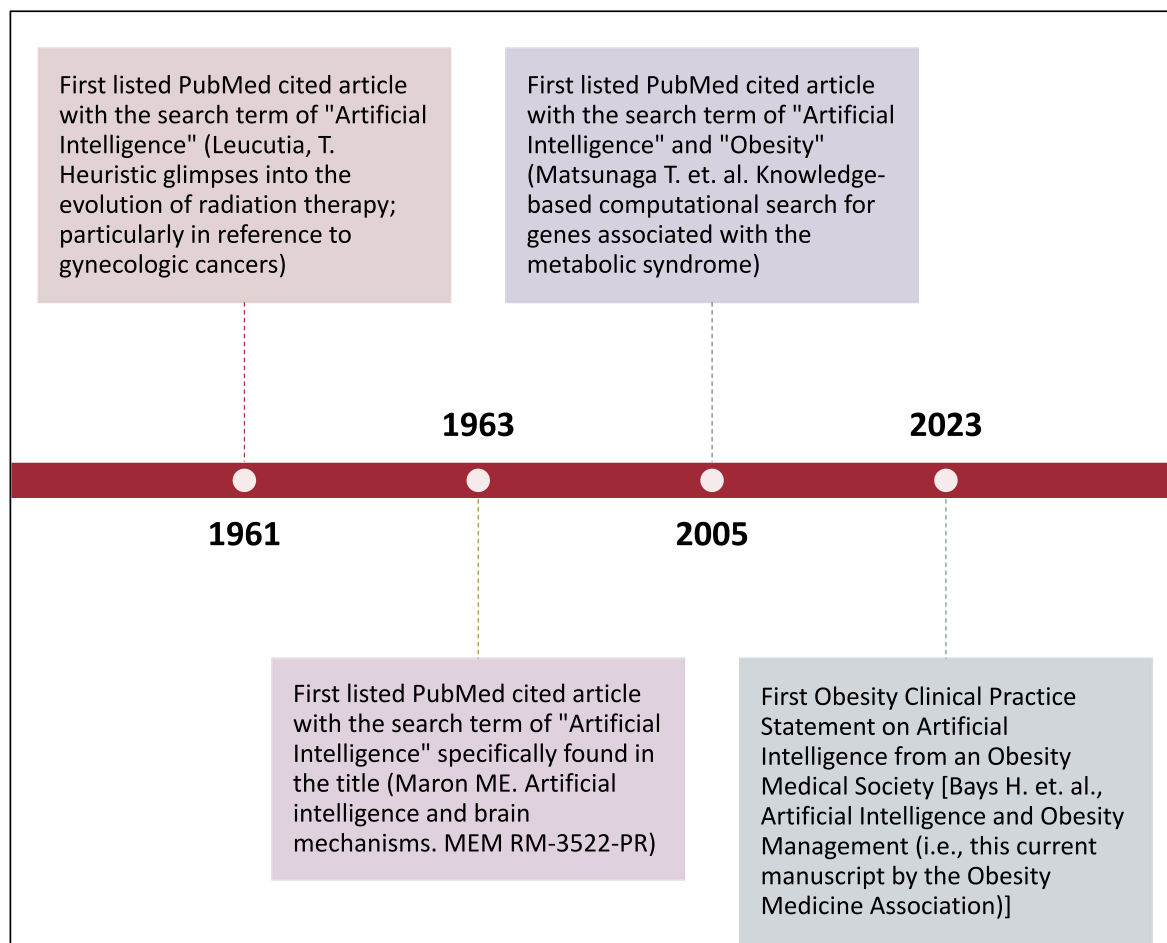 First listed PubMed cited article
with the search term of "Artificial
Intelligence" (Leucutia, T.
Heuristic glimpses into the
evolution of radiation therapy;
particularly in reference to
gynecologic cancers)
First listed PubMed cited article
with the search term of "Artificial
Intelligence" and "Obesity"
(Matsunaga T. et. al. Knowledge-
based computational search for
genes associated with the
metabolic syndrome)
1963
2023
1961
2005
First listed PubMed cited article
with the search term of "Artificial
Intelligence" specifically found in
the title (Maron ME. Artificial
intelligence and brain
mechanisms. MEM RM-3522-PR)
First Obesity Clinical Practice
Statement on Artificial
Intelligence from an Obesity
Medical Society [Bays H. et. al.,
Artificial Intelligence and Obesity
Management (i.e., this current
manuscript by the Obesity
Medicine Association)]